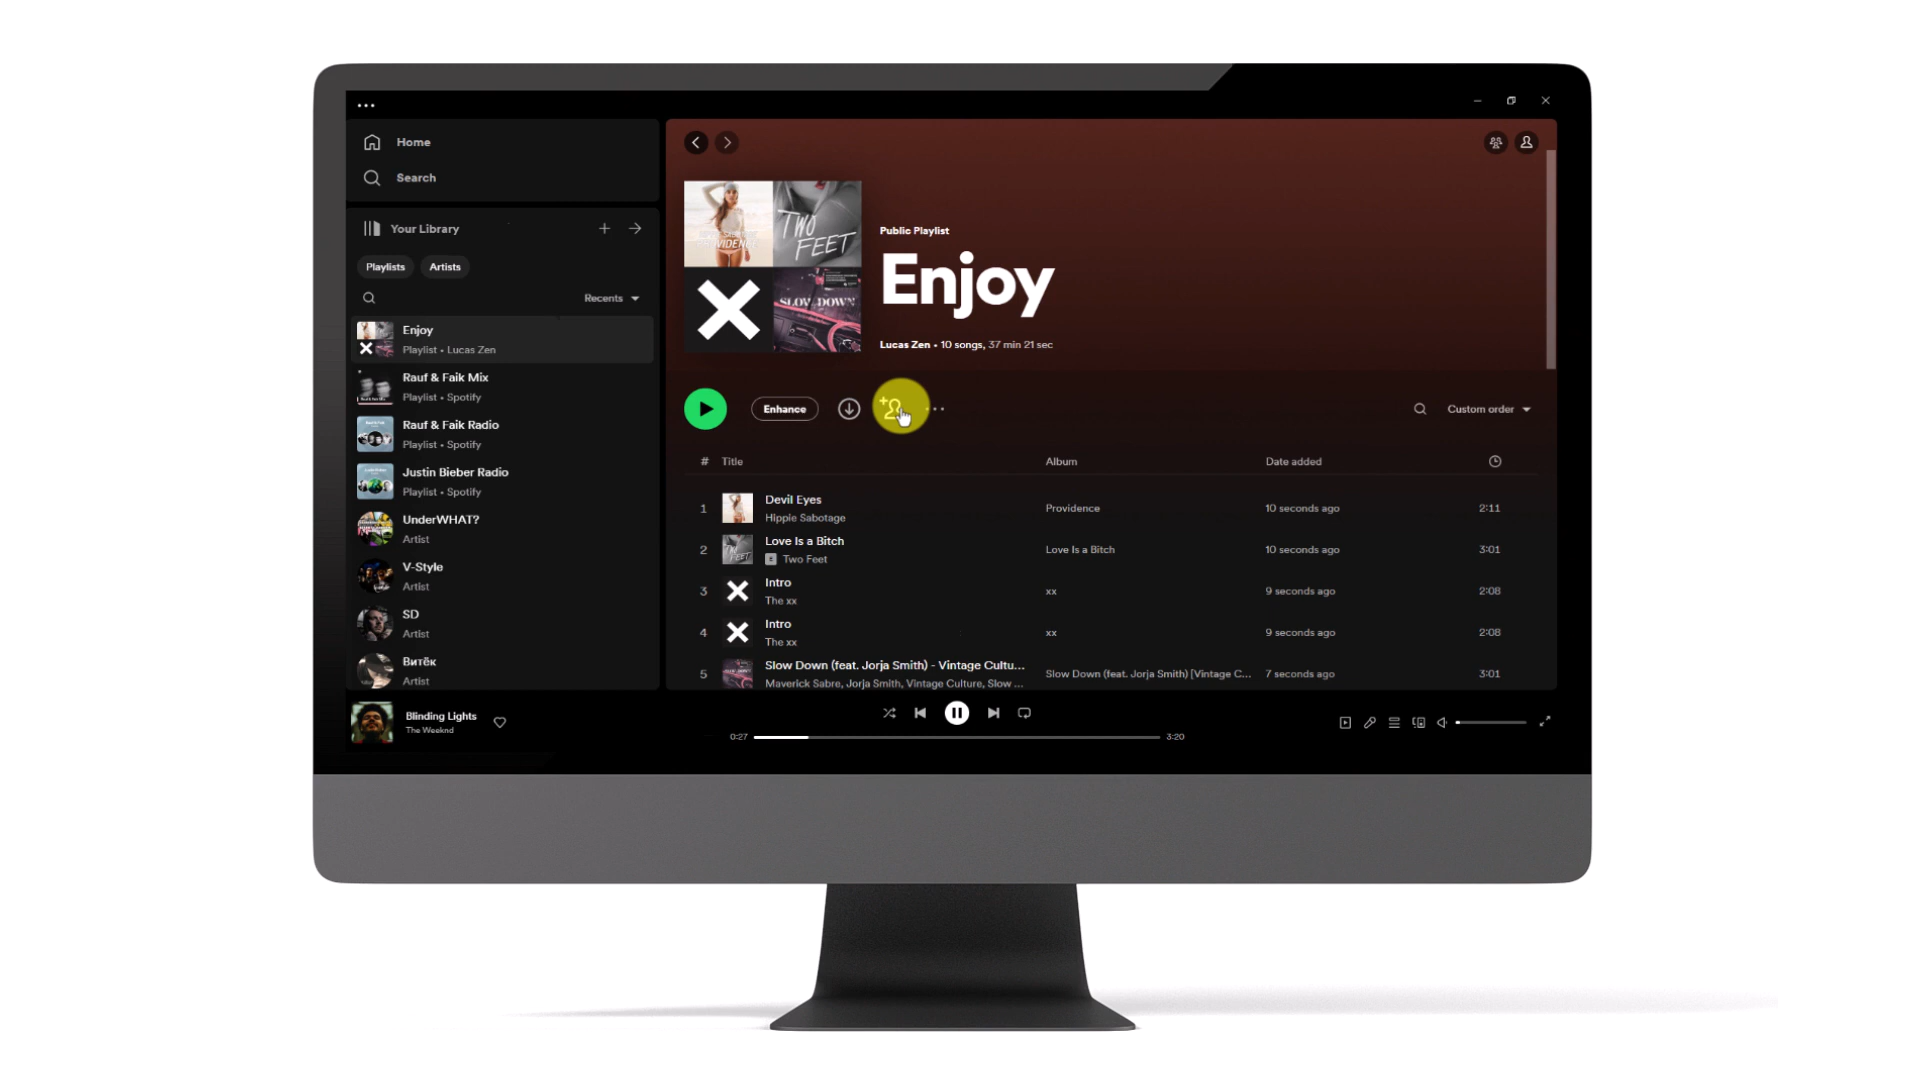 Home
Search
Your Library
Playlists
Artists
Recents
Enjoy
Playlist • Lucas Zen
Rauf & Faik Mix
Playlist • Spotify
Rauf & Faik Radio
Playlist • Spotify
Justin Bieber Radio
Playlist • Spotify
UnderWHAT?
Artist
V-Style
Artist
SD
Artist
Витёк
Artist
TWO
FEET
SLOW DOWN
Public Playlist
Enjoy
Lucas Zen • 10 songs, 37 min 21 sec
Enhance
Custom order
# Title Album Date added
1 Devil Eyes Providence 10 seconds ago 2:11
Hippie Sabotage
2 Love Is a Bitch Love Is a Bitch 10 seconds ago 3:01
E Two Feet
3 Intro xx 9 seconds ago 2:08
The xx
4 Intro xx 9 seconds ago 2:08
The xx
5 Slow Down (feat. Jorja Smith) - Vintage Cultu... Slow Down (feat. Jorja Smith) [Vintage C... 7 seconds ago 3:01
Maverick Sabre, Jorja Smith, Vintage Culture, Slow ...
Blinding Lights
The Weeknd
0:27
3:20